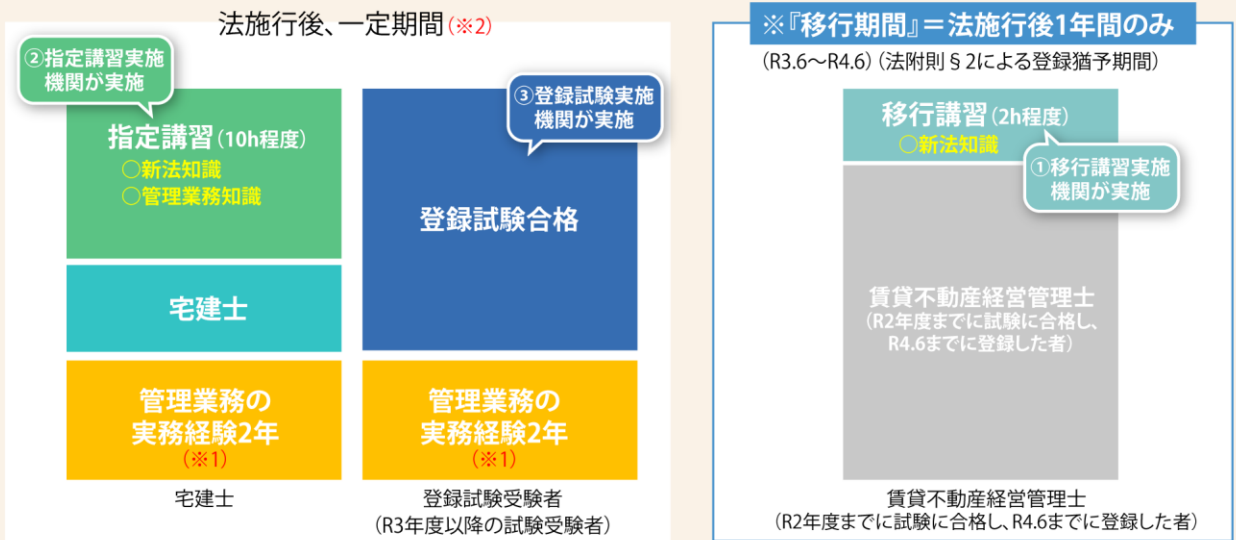 法施行後、一定期間(※2)
②指定講習実施
機関が実施
指定講習(10h程度)
○新法知識
○管理業務知識
宅建士
管理業務の
実務経験2年
(※1)
宅建士
③登録試験実施
機関が実施
登録試験合格
管理業務の
実務経験2年
(※1)
登録試験受験者
(R3年度以降の試験受験者)
※『移行期間』＝法施行後1年間のみ
(R3.6～R4.6)(法附則§2による登録猶予期間)
移行講習(2h程度)
○新法知識
①移行講習実施
機関が実施
賃貸不動産経営管理士
(R2年度までに試験に合格し、
R4.6までに登録した者)
賃貸不動産経営管理士
(R2年度までに試験に合格し、R4.6までに登録した者)